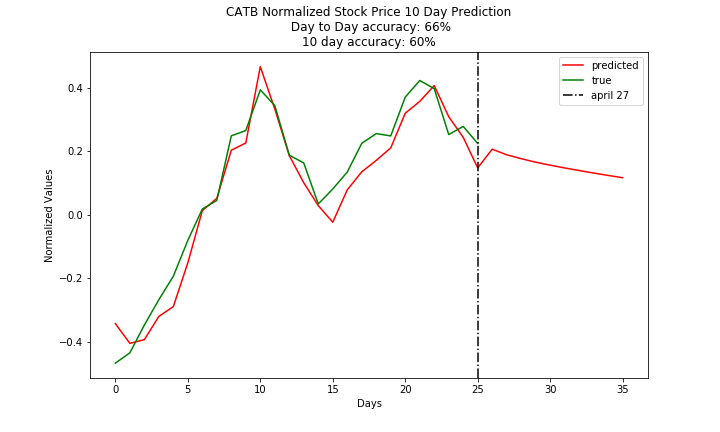 CATB Normalized Stock Price 10 Day Prediction
Day to Day accuracy: 66%
10 day accuracy: 60%
predicted
true
april 27
0.4
0.2
0.0
−0.2
−0.4
Normalized Values
0 5 10 15 20 25 30 35
Days